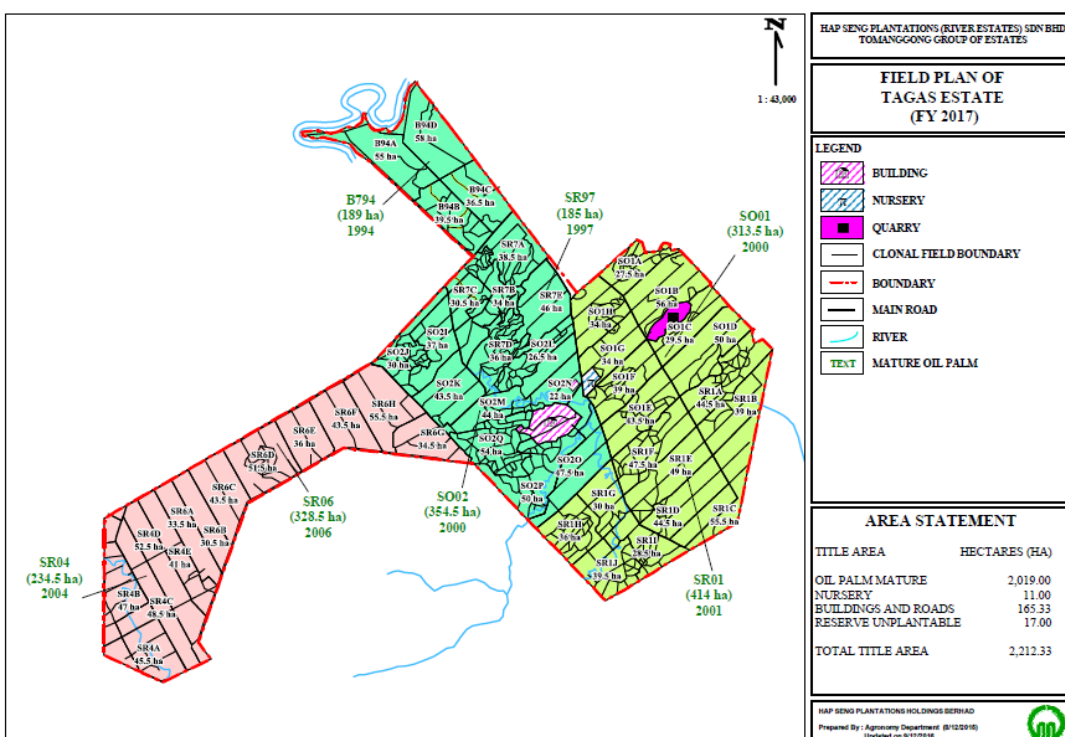 HAP SENG PLANTATIONS (RIVER ESTATES) SDN BHD
TOMANGGONG GROUP OF ESTATES
FIELD PLAN OF
TAGAS ESTATE
(FY 2017)
N
1 : 43,000
LEGEND
BUILDING
NURSERY
QUARRY
CLONAL FIELD BOUNDARY
BOUNDARY
MAIN ROAD
RIVER
TEXT MATURE OIL PALM
AREA STATEMENT
TITLE AREA HECTARES (HA)
OIL PALM MATURE 2,019.00
NURSERY 11.00
BUILDINGS AND ROADS 165.33
RESERVE UNPLANTABLE 17.00
TOTAL TITLE AREA 2,212.33
HAP SENG PLANTATIONS HOLDINGS BERHAD
Prepared By : Agronomy Department
Updated on
B94D
58 ha
B94A
55 ha
B94C
36.5 ha
B94B
39.5 ha
B794
(189 ha)
1994
SR97
(185 ha)
1997
SO01
(313.5 ha)
2000
SR7A
38.5 ha
SR7C
30.5 ha
SR7B
34 ha
SR7E
46 ha
SR7D
36 ha
SO2I
37 ha
SO2J
30 ha
SO2L
26.5 ha
SO2K
43.5 ha
SO2M
44 ha
SO2N
22 ha
SO2Q
54 ha
SO2O
47.5 ha
SO2P
50 ha
SO1A
27.5 ha
SO1B
56 ha
SO1H
34 ha
SO1C
29.5 ha
SO1D
50 ha
SO1G
34 ha
SO1F
39 ha
SO1E
43.5 ha
SR1A
44.5 ha
SR1B
39 ha
SR1F
47.5 ha
SR1E
49 ha
SR1G
30 ha
SR1D
44.5 ha
SR1C
55.5 ha
SR1H
36 ha
SR1I
28.5 ha
SR1J
39.5 ha
SR6H
55.5 ha
SR6F
43.5 ha
SR6G
34.5 ha
SR6E
36 ha
SR6D
51.5 ha
SR6C
43.5 ha
SR6A
33.5 ha
SR6B
30.5 ha
SR4D
52.5 ha
SR4E
41 ha
SR4B
47 ha
SR4C
48.5 ha
SR4A
45.5 ha
SO02
(354.5 ha)
2000
SR06
(328.5 ha)
2006
SR04
(234.5 ha)
2004
SR01
(414 ha)
2001